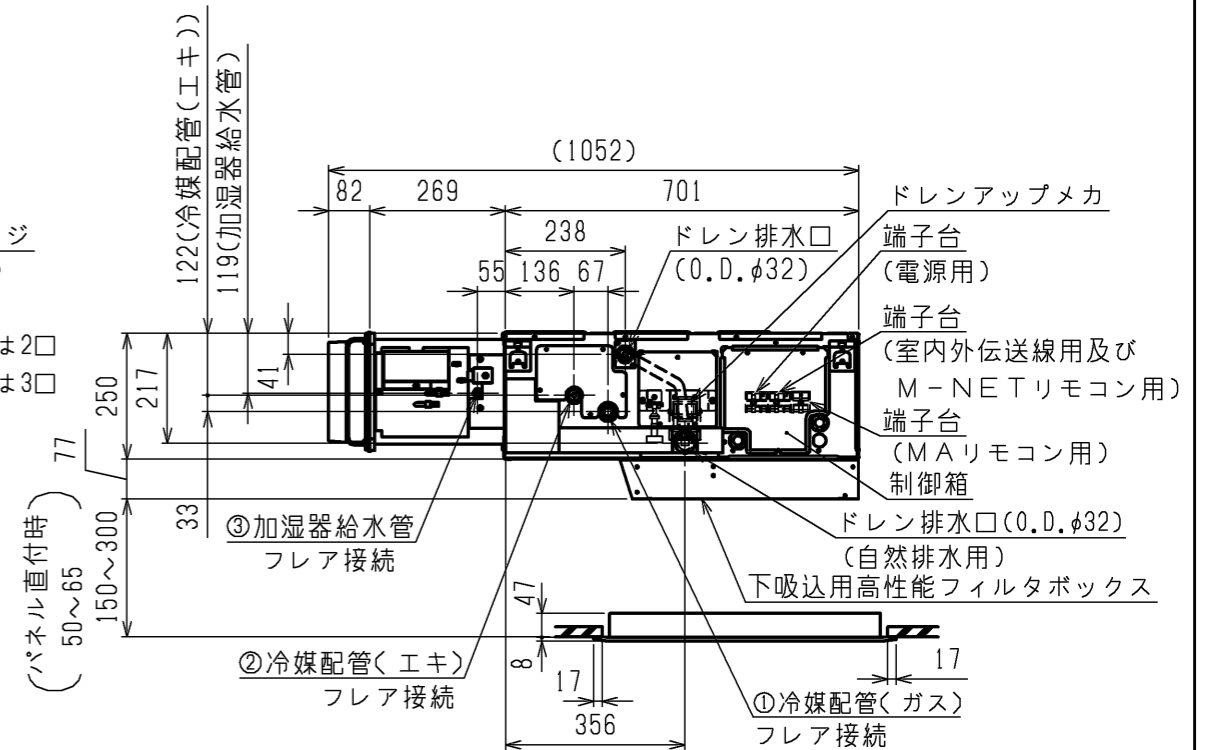 122(冷媒配管(エキ))
119(加湿器給水管)
(1052)
82
269
701
238
55
136
67
ドレン排水口
(O.D.φ32)
ドレンアップメカ
端子台
(電源用)
端子台
(室内外伝送線用及び
M-NETリモコン用)
端子台
(MAリモコン用)
制御箱
ジ
は2□
は3□
250
217
41
77
33
150~300
(パネル直付時)
50~65
③加湿器給水管
フレア接続
ドレン排水口(O.D.φ32)
(自然排水用)
下吸込用高性能フィルタボックス
47
8
②冷媒配管(エキ)
フレア接続
17
17
356
①冷媒配管(ガス)
フレア接続